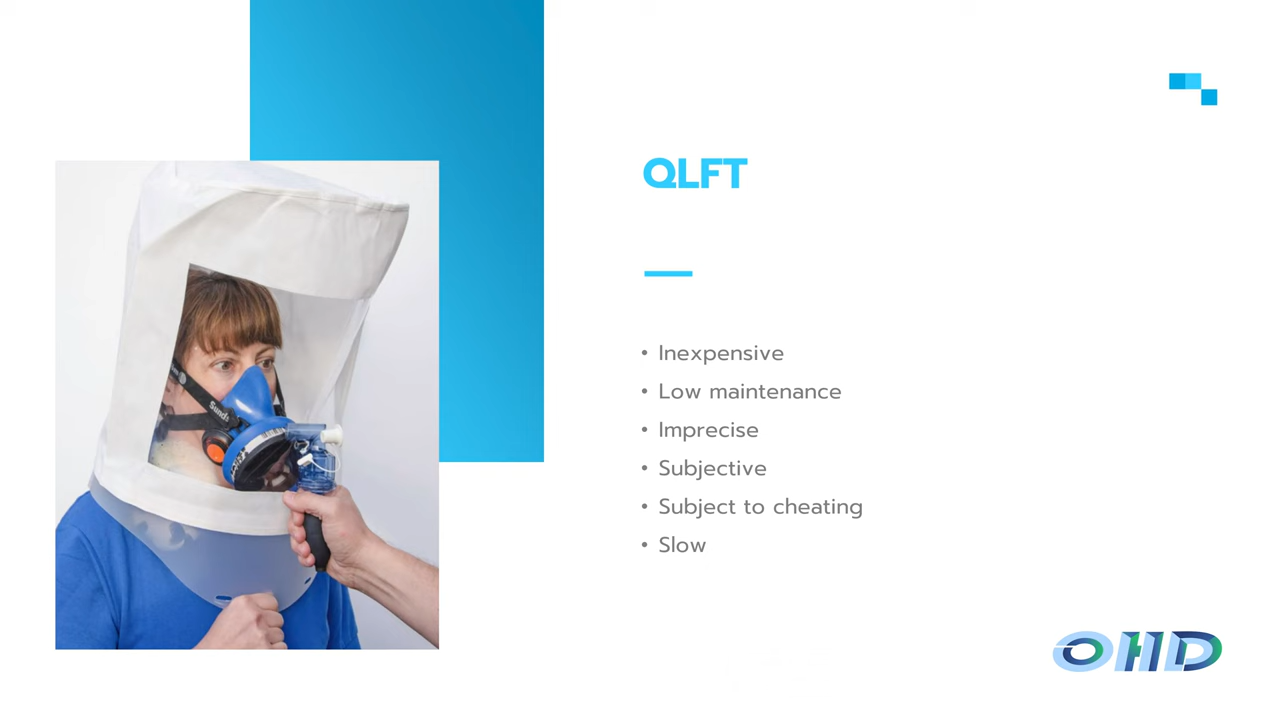 QLFT
• Inexpensive
• Low maintenance
• Imprecise
• Subjective
• Subject to cheating
• Slow
OHD